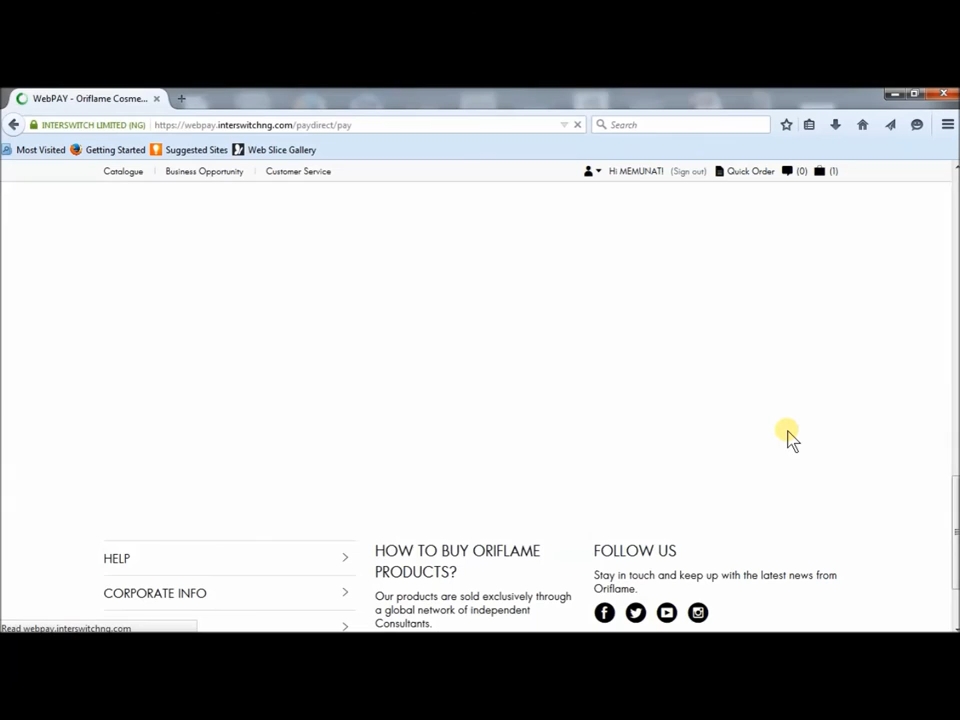 WebPAY - Oriflame Cosme...
INTERSWITCH LIMITED (NG) https://webpay.interswitchng.com/paydirect/pay Search
Most Visited Getting Started Suggested Sites Web Slice Gallery
Catalogue Business Opportunity Customer Service Hi MEMUNAT! (Sign out) Quick Order (0) (1)
HELP
CORPORATE INFO
HOW TO BUY ORIFLAME
PRODUCTS?
Our products are sold exclusively through
a global network of independent
Consultants.
FOLLOW US
Stay in touch and keep up with the latest news from
Oriflame.
Read webpay.interswitchng.com